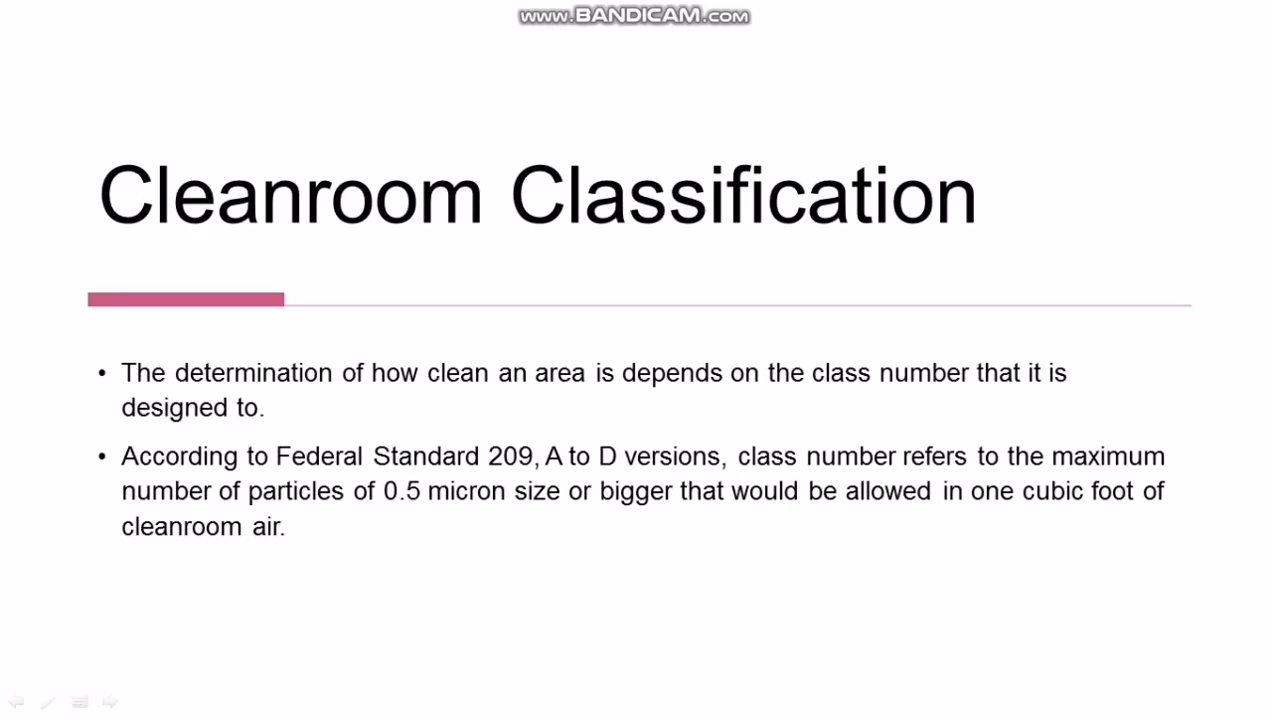 www.BANDICAM.com
Cleanroom Classification
• The determination of how clean an area is depends on the class number that it is
designed to.
• According to Federal Standard 209, A to D versions, class number refers to the maximum
number of particles of 0.5 micron size or bigger that would be allowed in one cubic foot of
cleanroom air.